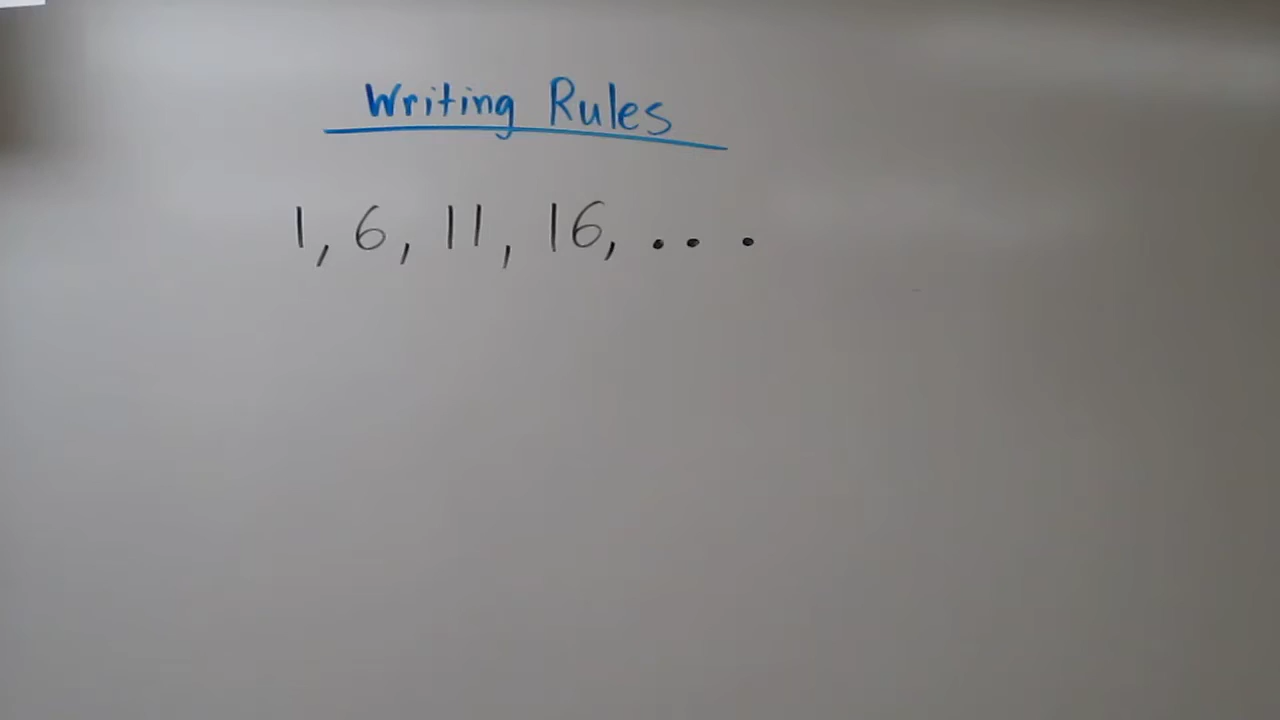 Writing Rules
1, 6, 11, 16, ...